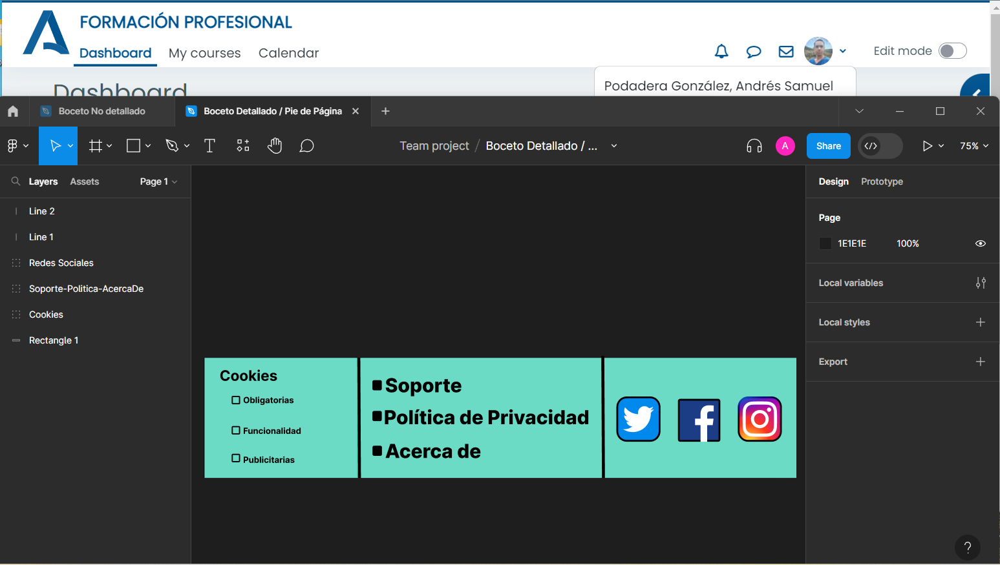 FORMACIÓN PROFESIONAL
Dashboard My courses Calendar
Edit mode
Dashboard
Podadera González, Andrés Samuel
Boceto No detallado
Boceto Detallado / Pie de Página
Team project / Boceto Detallado / ...
A
Share
75%
Layers Assets Page 1
Line 2
Line 1
Redes Sociales
Soporte-Politica-AcercaDe
Cookies
Rectangle 1
Cookies
Obligatorias
Funcionalidad
Publicitarias
Soporte
Política de Privacidad
Acerca de
Design Prototype
Page
1E1E1E 100%
Local variables
Local styles
Export
?